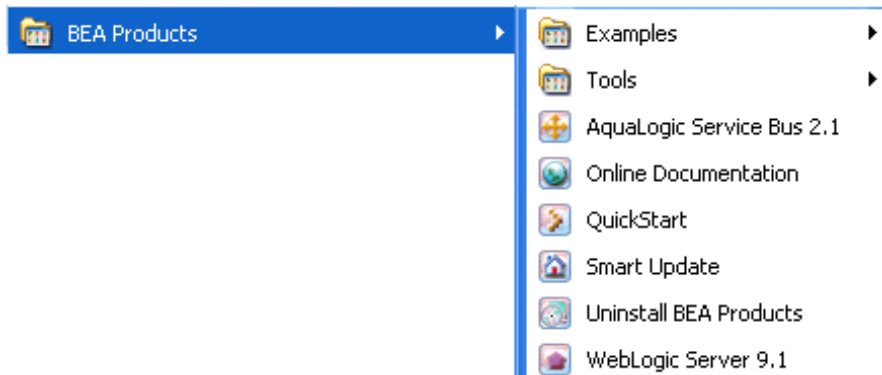 BEA Products
Examples
Tools
AquaLogic Service Bus 2.1
Online Documentation
QuickStart
Smart Update
Uninstall BEA Products
WebLogic Server 9.1